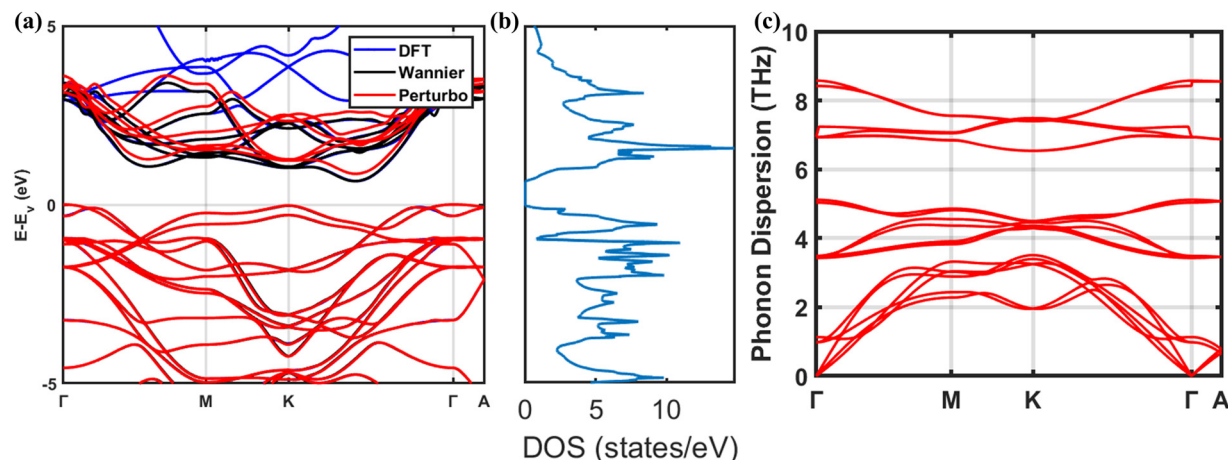 (a)
5
DFT
Wannier
Perturbo
E-Ev (eV)
0
-5
Γ M K Γ A
(b)
0 5 10
DOS (states/eV)
(c)
Phonon Dispersion (THz)
10
8
6
4
2
0
Γ M K Γ A